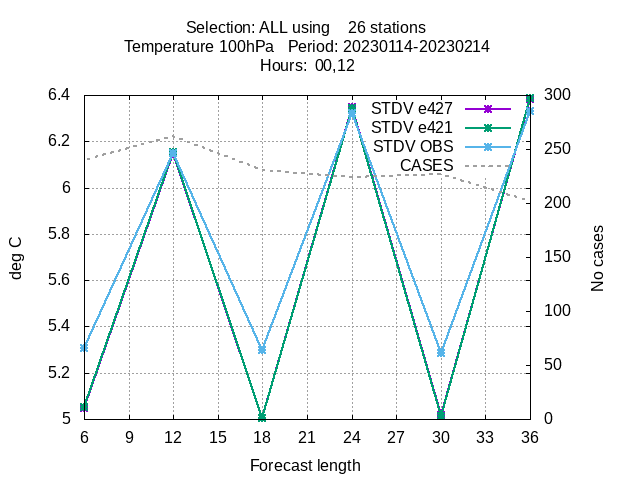 Selection: ALL using    26 stations
Temperature 100hPa   Period: 20230114-20230214
Hours:  00,12
STDV e427
STDV e421
STDV OBS
CASES
6.4
6.2
6
5.8
5.6
5.4
5.2
5
deg C
300
250
200
150
100
50
0
No cases
6 9 12 15 18 21 24 27 30 33 36
Forecast length